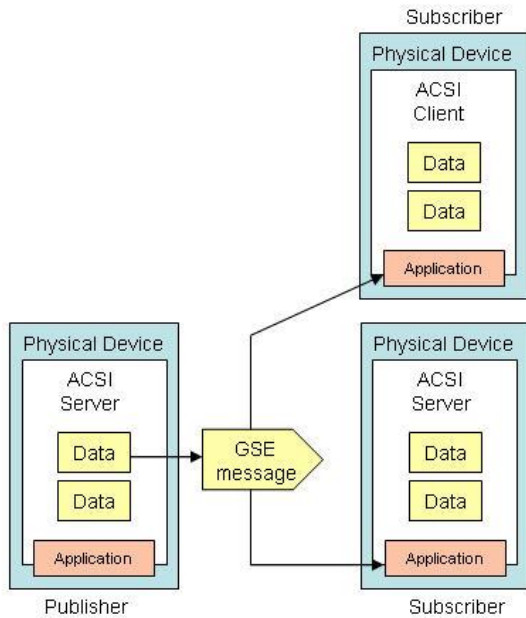 Subscriber
Physical Device
ACSI
Client
Data
Data
Application
Physical Device
ACSI
Server
Data
Data
Application
Publisher
GSE
message
Physical Device
ACSI
Server
Data
Data
Application
Subscriber